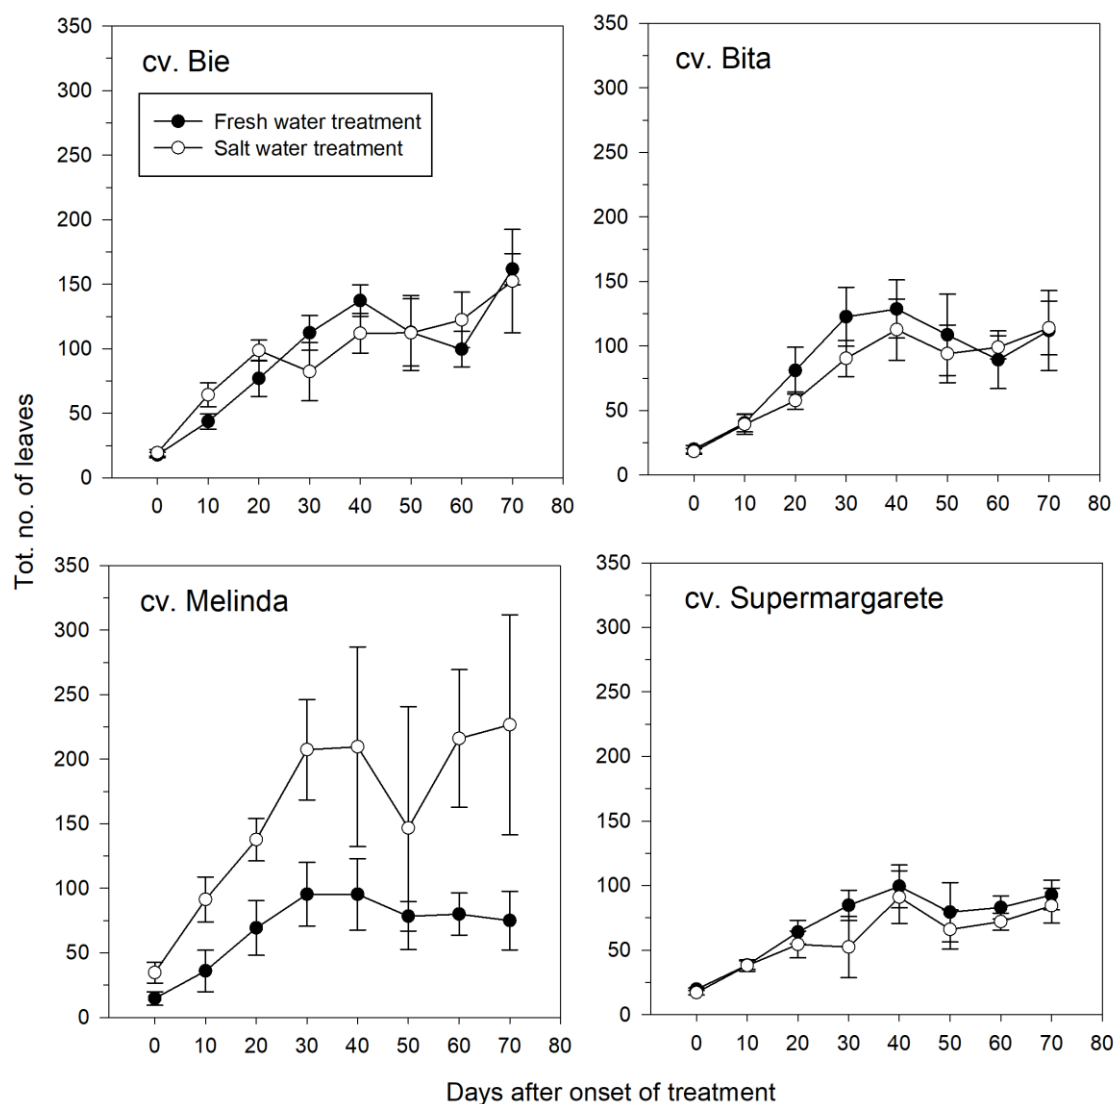 cv. Bie
Fresh water treatment
Salt water treatment
350
300
250
200
150
100
50
0
0 10 20 30 40 50 60 70 80
cv. Bita
350
300
250
200
150
100
50
0
0 10 20 30 40 50 60 70 80
Tot. no. of leaves
cv. Melinda
350
300
250
200
150
100
50
0
0 10 20 30 40 50 60 70 80
cv. Supermargarete
350
300
250
200
150
100
50
0
0 10 20 30 40 50 60 70 80
Days after onset of treatment